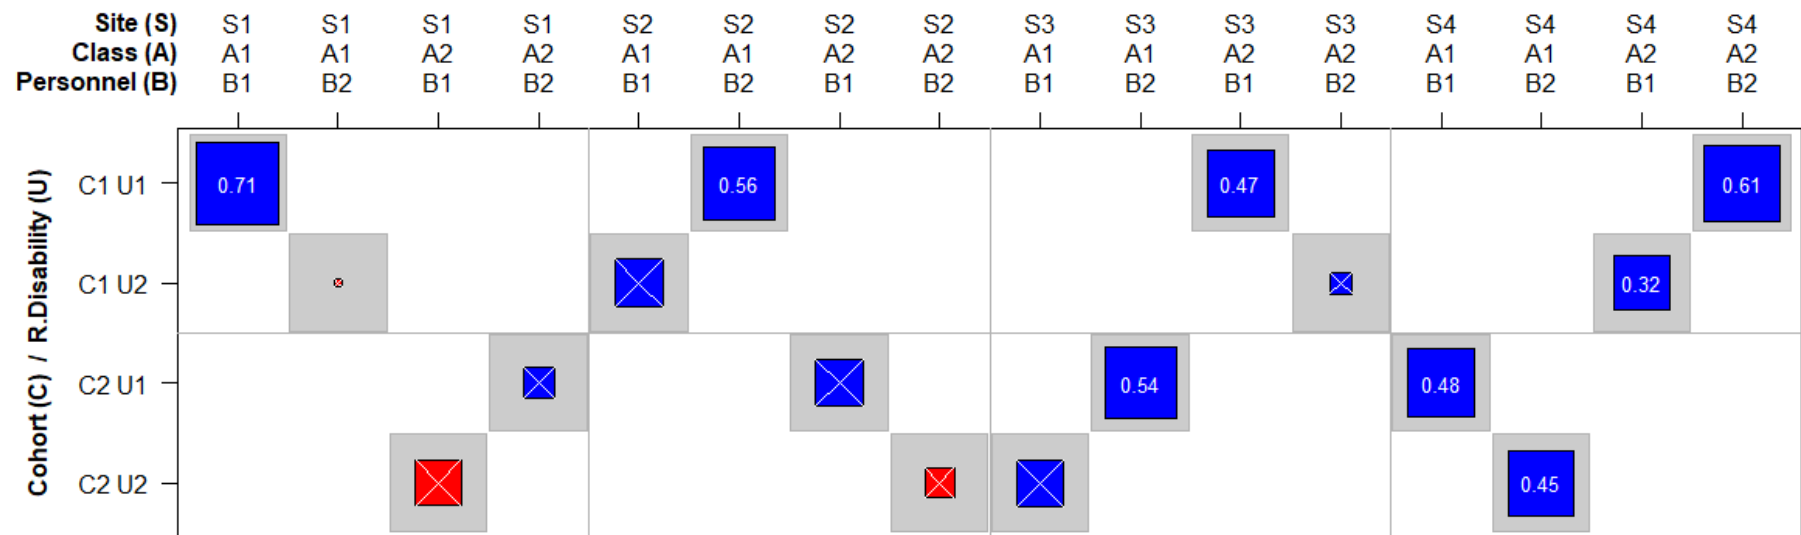 Site (S) S1 S1 S1 S1 S2 S2 S2 S2 S3 S3 S3 S3 S4 S4 S4 S4
Class (A) A1 A1 A2 A2 A1 A1 A2 A2 A1 A1 A2 A2 A1 A1 A2 A2
Personnel (B) B1 B2 B1 B2 B1 B2 B1 B2 B1 B2 B1 B2 B1 B2 B1 B2
Cohort (C) / R.Disability (U)
C1 U1 0.71 0.56 0.47 0.61
C1 U2 0.32
C2 U1 0.54 0.48
C2 U2 0.45